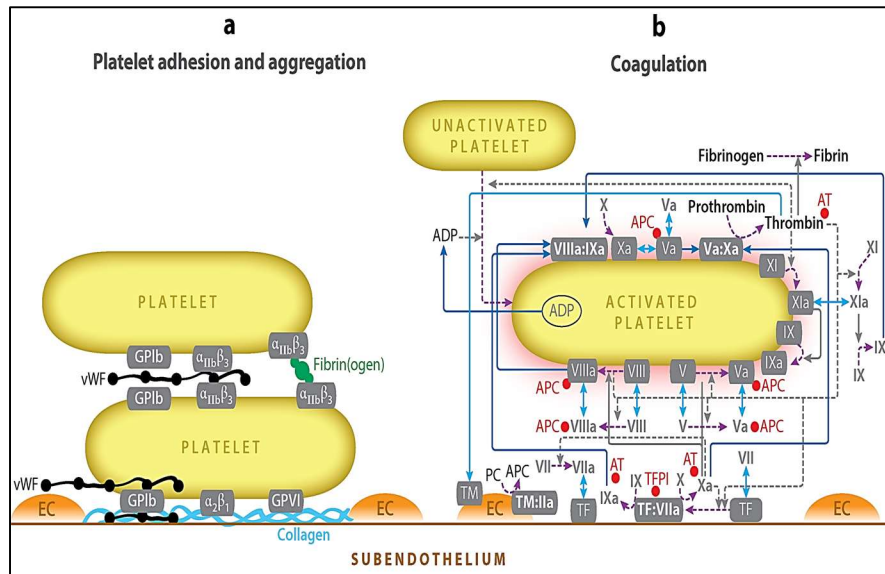 a
Platelet adhesion and aggregation
PLATELET
GPIb
αIIbβ3
αIIbβ3
Fibrin(ogen)
vWF
GPIb
αIIbβ3
αIIbβ3
PLATELET
vWF
EC
GPIb
α2β1
GPVI
EC
Collagen
b
Coagulation
UNACTIVATED
PLATELET
Fibrinogen
Fibrin
X
Va
APC
Prothrombin
Thrombin
AT
ADP
VIIIa:IXa
Xa
Va
Va:Xa
XI
XI
ADP
ACTIVATED
PLATELET
XIa
XIa
IX
IXa
IX
IX
VIIIa
VIII
V
Va
APC
APC
APC
VIIIa
VIII
V
Va
APC
TM
PC
APC
VII
VIIa
AT
TFPI
AT
VII
IXa
IX
X
Xa
EC
TM:IIa
TF
TF:VIIa
TF
EC
SUBENDOTHELIUM